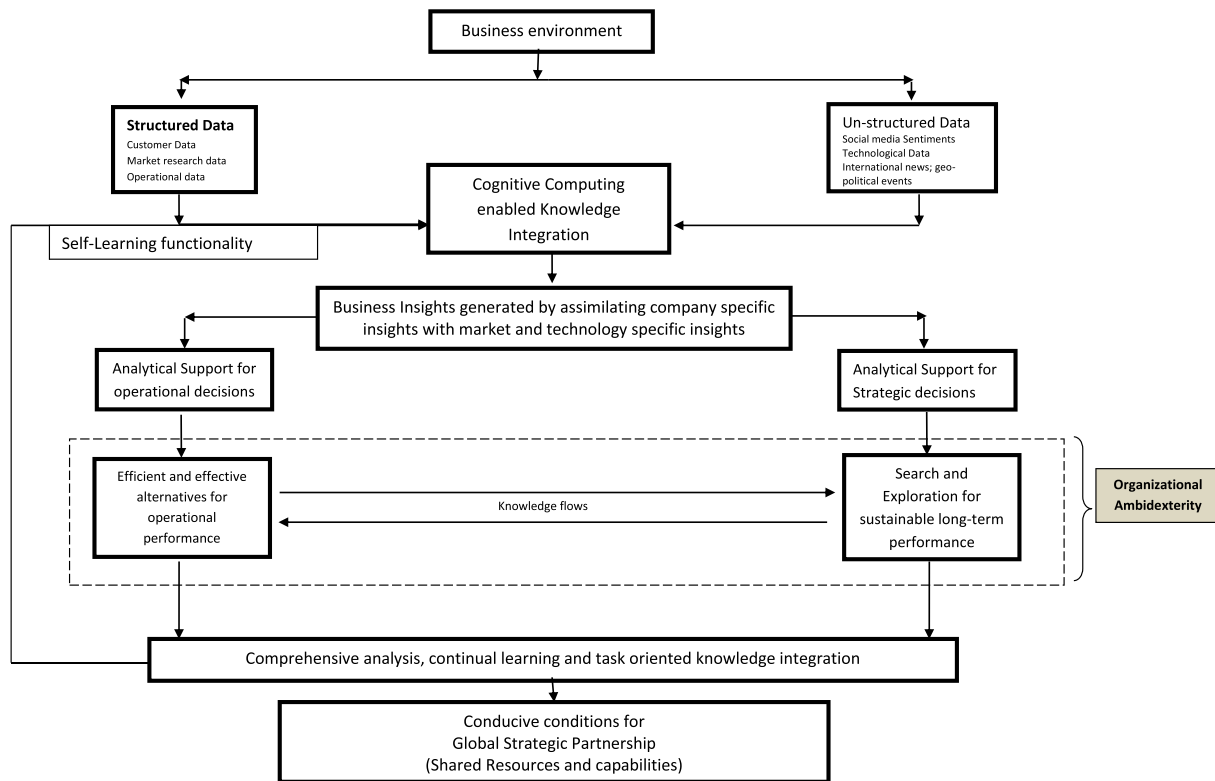 Business environment
Structured Data
Customer Data
Market research data
Operational data
Un-structured Data
Social media Sentiments
Technological Data
International news; geo-
political events
Cognitive Computing
enabled Knowledge
Integration
Self-Learning functionality
Business Insights generated by assimilating company specific
insights with market and technology specific insights
Analytical Support for
operational decisions
Analytical Support for
Strategic decisions
Efficient and effective
alternatives for
operational
performance
Knowledge flows
Search and
Exploration for
sustainable long-term
performance
Organizational
Ambidexterity
Comprehensive analysis, continual learning and task oriented knowledge integration
Conducive conditions for
Global Strategic Partnership
(Shared Resources and capabilities)